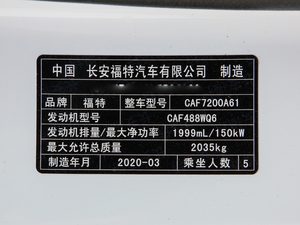 中国 长安福特汽车有限公司 制造
品牌 福特 整车型号 CAF7200A61
发动机型号 CAF488WQ6
发动机排量/最大净功率 1999mL/150kW
最大允许总质量 2035kg
制造年月 2020-03 乘坐人数 5